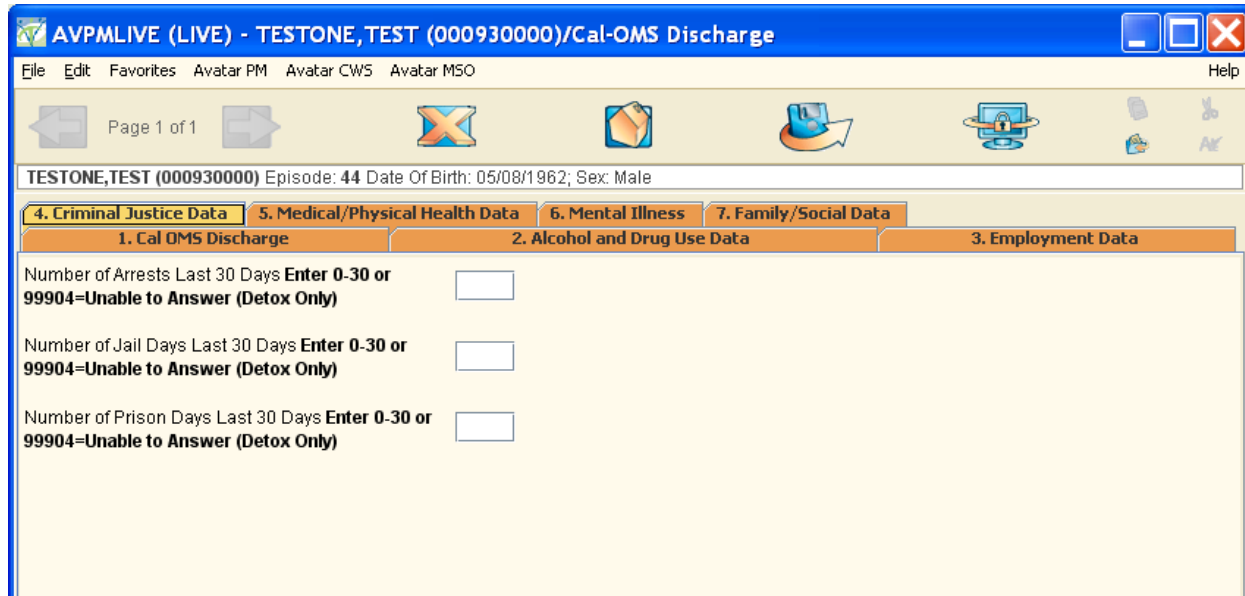 AVPMLIVE (LIVE) - TESTONE,TEST (000930000)/Cal-OMS Discharge
File Edit Favorites Avatar PM Avatar CWS Avatar MSO Help
Page 1 of 1
TESTONE,TEST (000930000) Episode: 44 Date Of Birth: 05/08/1962; Sex: Male
4. Criminal Justice Data 5. Medical/Physical Health Data 6. Mental Illness 7. Family/Social Data
1. Cal OMS Discharge 2. Alcohol and Drug Use Data 3. Employment Data
Number of Arrests Last 30 Days Enter 0-30 or
99904=Unable to Answer (Detox Only)
Number of Jail Days Last 30 Days Enter 0-30 or
99904=Unable to Answer (Detox Only)
Number of Prison Days Last 30 Days Enter 0-30 or
99904=Unable to Answer (Detox Only)